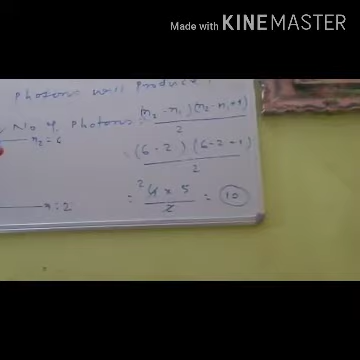 Made with KINEMASTER
Photons will produce
No of Photons = (n2-n1)(n2-n1+1)
2
n2=6
= (6-2)(6-2+1)
2
= 2 4 x 5 = 10
2
n=2